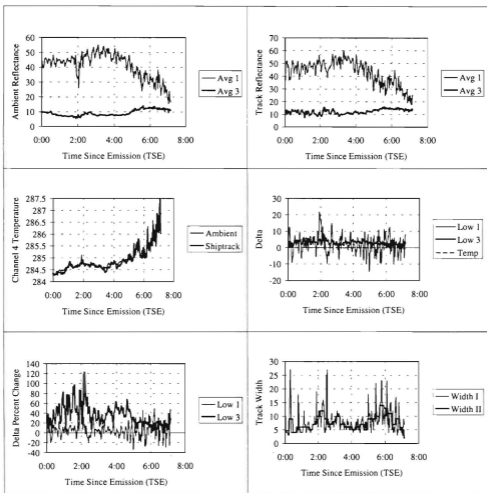 60
50
40
30
20
10
0
Ambient Reflectance
0:00 2:00 4:00 6:00 8:00
Time Since Emission (TSE)
Avg 1
Avg 3
70
60
50
40
30
20
10
0
Track Reflectance
0:00 2:00 4:00 6:00 8:00
Time Since Emission (TSE)
Avg 1
Avg 3
287.5
287
286.5
286
285.5
285
284.5
284
Channel 4 Temperature
0:00 2:00 4:00 6:00 8:00
Time Since Emission (TSE)
Ambient
Shiptrack
30
20
10
0
-10
-20
Delta
0:00 2:00 4:00 6:00 8:00
Time Since Emission (TSE)
Low 1
Low 3
Temp
140
120
100
80
60
40
20
0
-20
-40
Delta Percent Change
0:00 2:00 4:00 6:00 8:00
Time Since Emission (TSE)
Low 1
Low 3
30
25
20
15
10
5
0
Track Width
0:00 2:00 4:00 6:00 8:00
Time Since Emission (TSE)
Width I
Width II